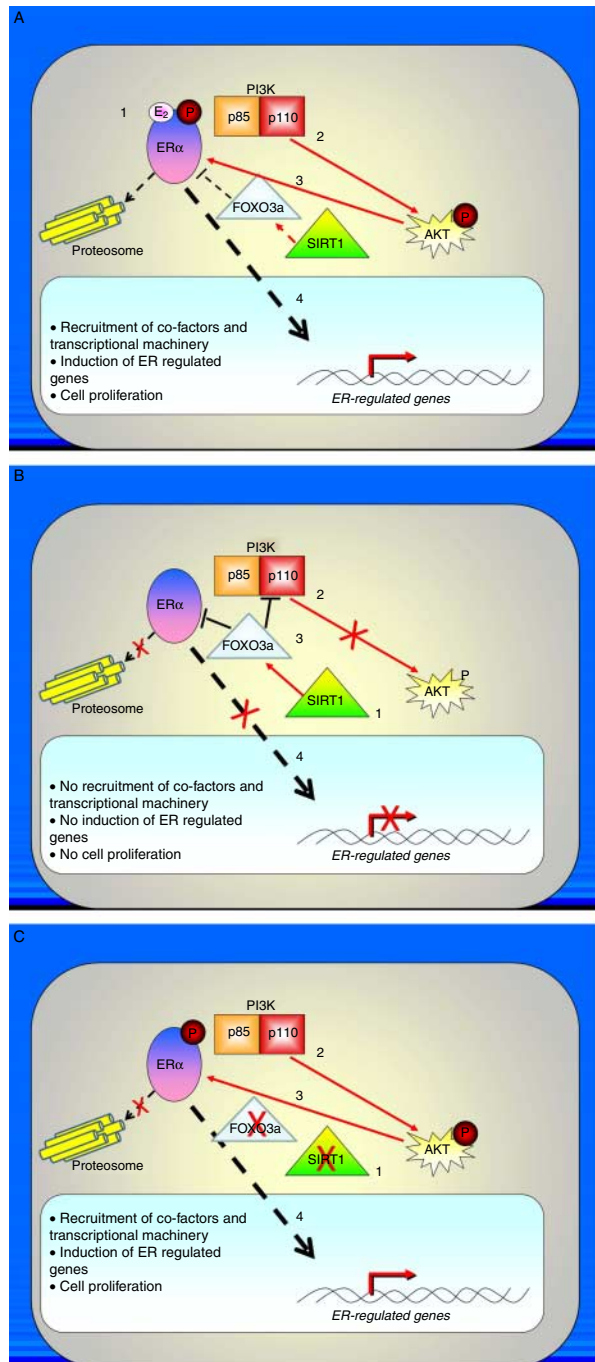 A
PI3K
1
E2
P
p85
p110
2
ERα
3
FOXO3a
P
AKT
SIRT1
Proteosome
4
• Recruitment of co-factors and
transcriptional machinery
• Induction of ER regulated
genes
• Cell proliferation
ER-regulated genes
B
PI3K
p85
p110
2
ERα
FOXO3a
3
P
AKT
SIRT1
1
Proteosome
4
• No recruitment of co-factors and
transcriptional machinery
• No induction of ER regulated
genes
• No cell proliferation
ER-regulated genes
C
PI3K
P
p85
p110
2
ERα
3
FOXO3a
P
AKT
SIRT1
1
Proteosome
4
• Recruitment of co-factors and
transcriptional machinery
• Induction of ER regulated
genes
• Cell proliferation
ER-regulated genes